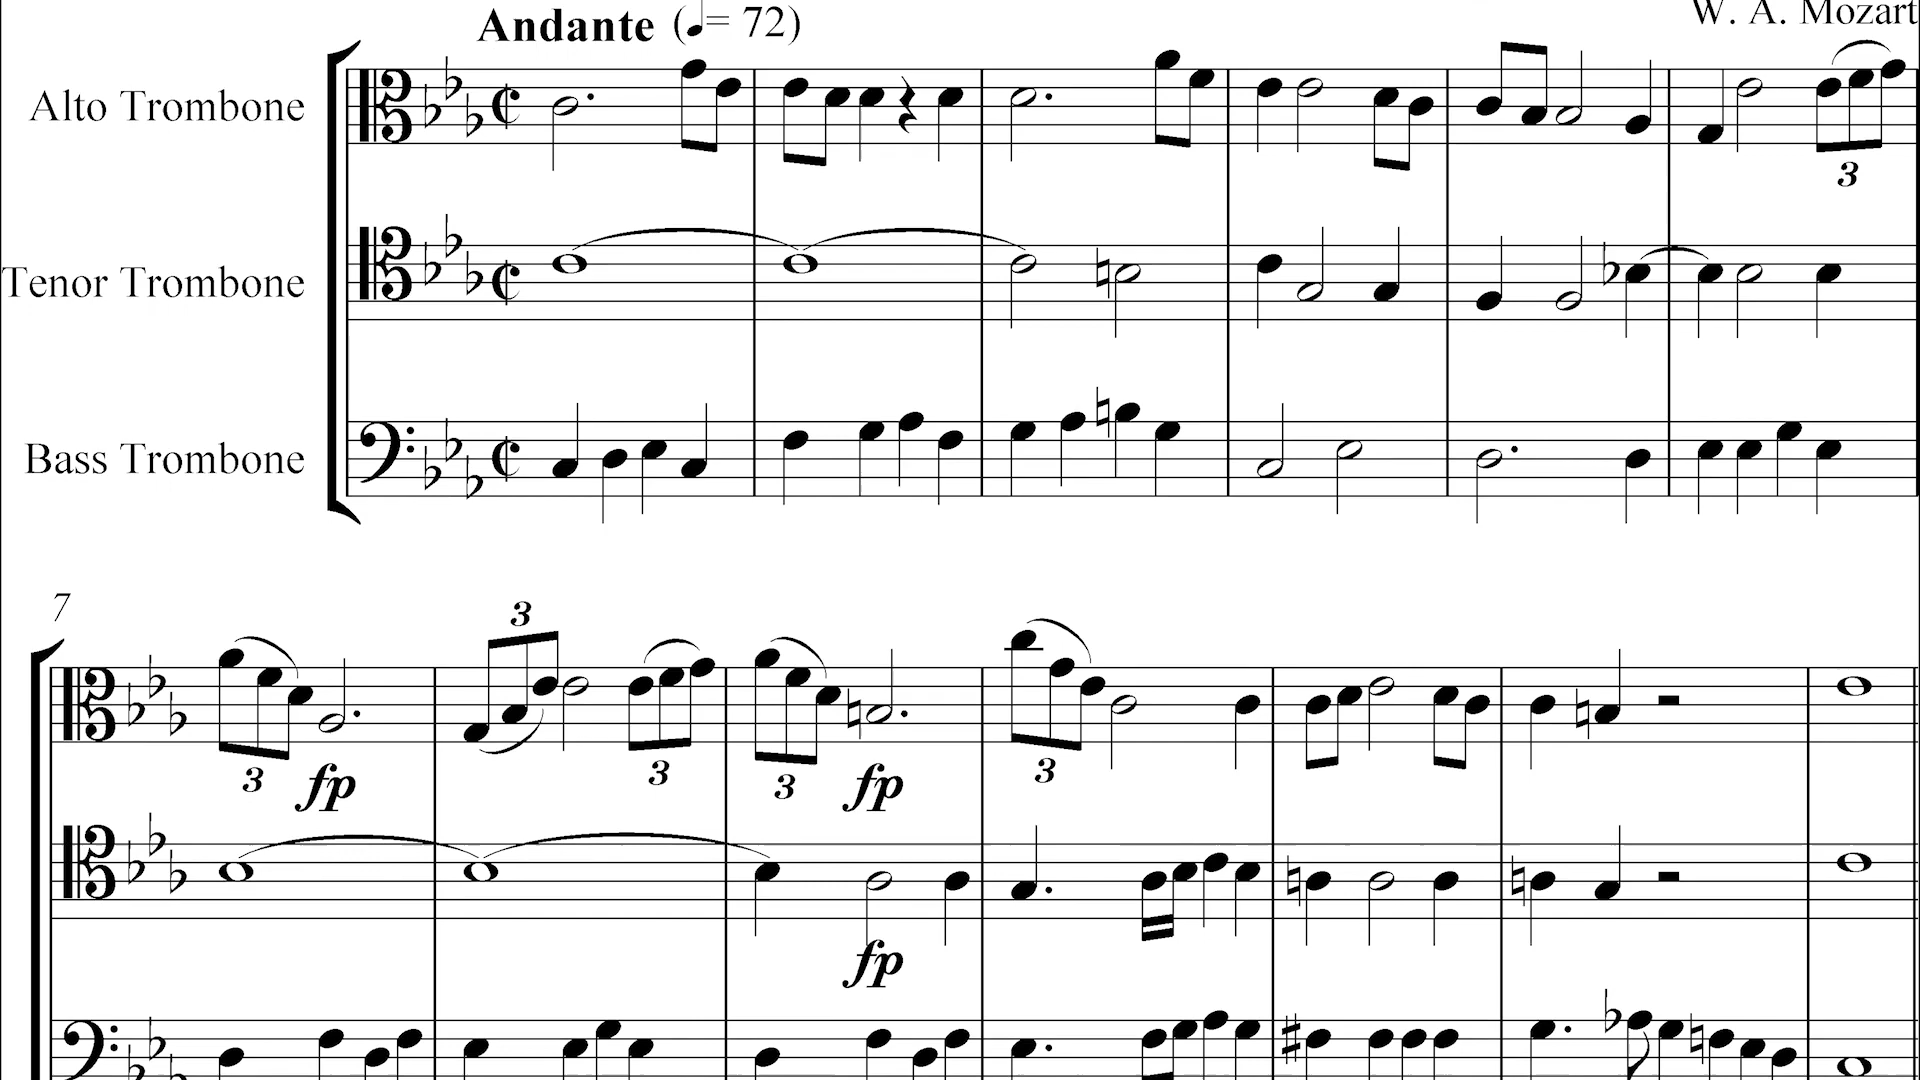 Andante (♩= 72)
W. A. Mozart
Alto Trombone
3
Tenor Trombone
Bass Trombone
7
3
3 fp 3 3 fp 3
fp